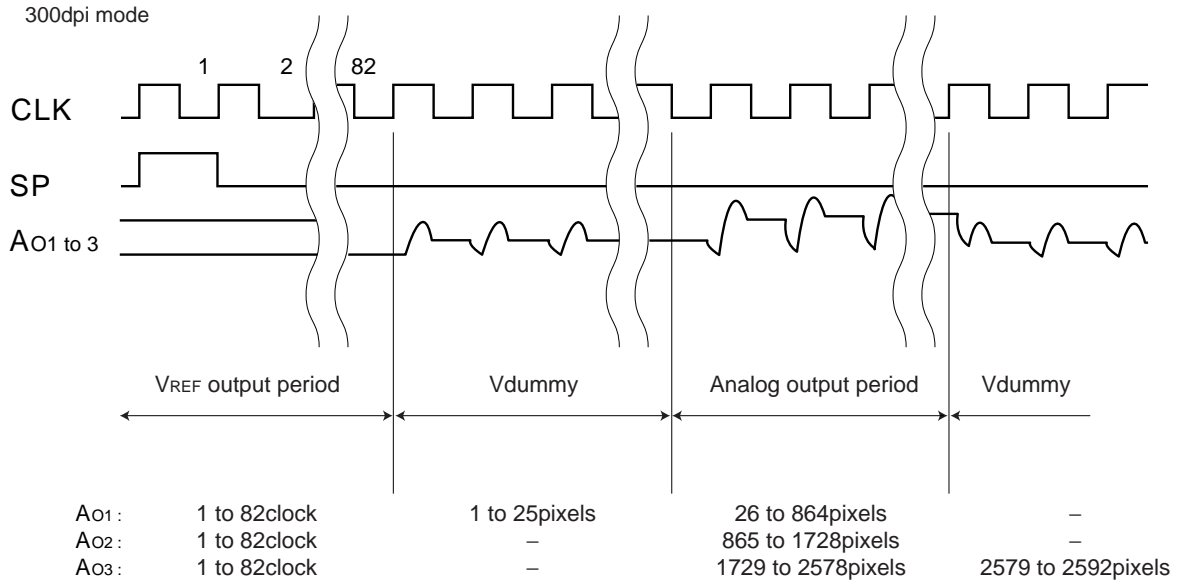 300dpi mode
1 2 82
CLK
SP
AO1 to 3
VREF output period Vdummy Analog output period Vdummy
AO1 : 1 to 82clock 1 to 25pixels 26 to 864pixels –
AO2 : 1 to 82clock – 865 to 1728pixels –
AO3 : 1 to 82clock – 1729 to 2578pixels 2579 to 2592pixels